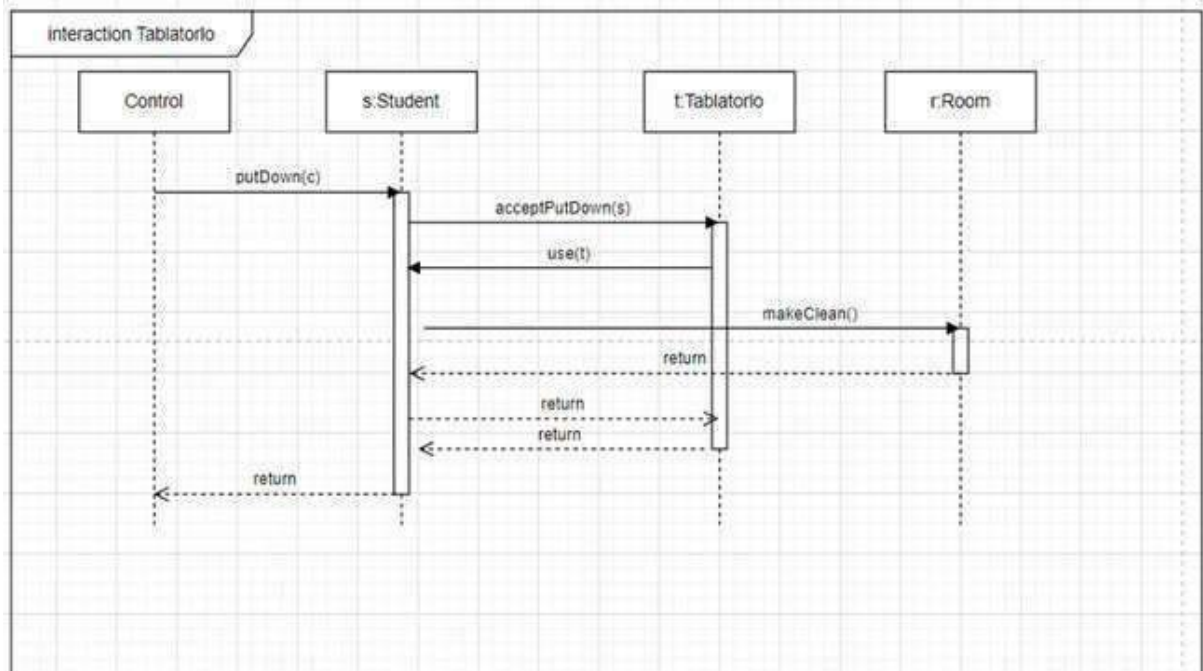 interaction Tablatorlo
Control
s:Student
t:Tablatorlo
r:Room
putDown(c)
acceptPutDown(s)
use(t)
makeClean()
return
return
return
return